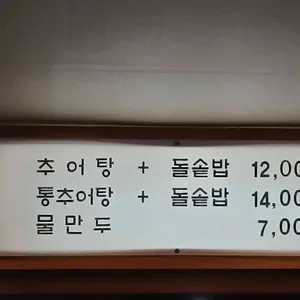 추어탕 + 돌솥밥 12,00
통추어탕 + 돌솥밥 14,00
물만두 7,00